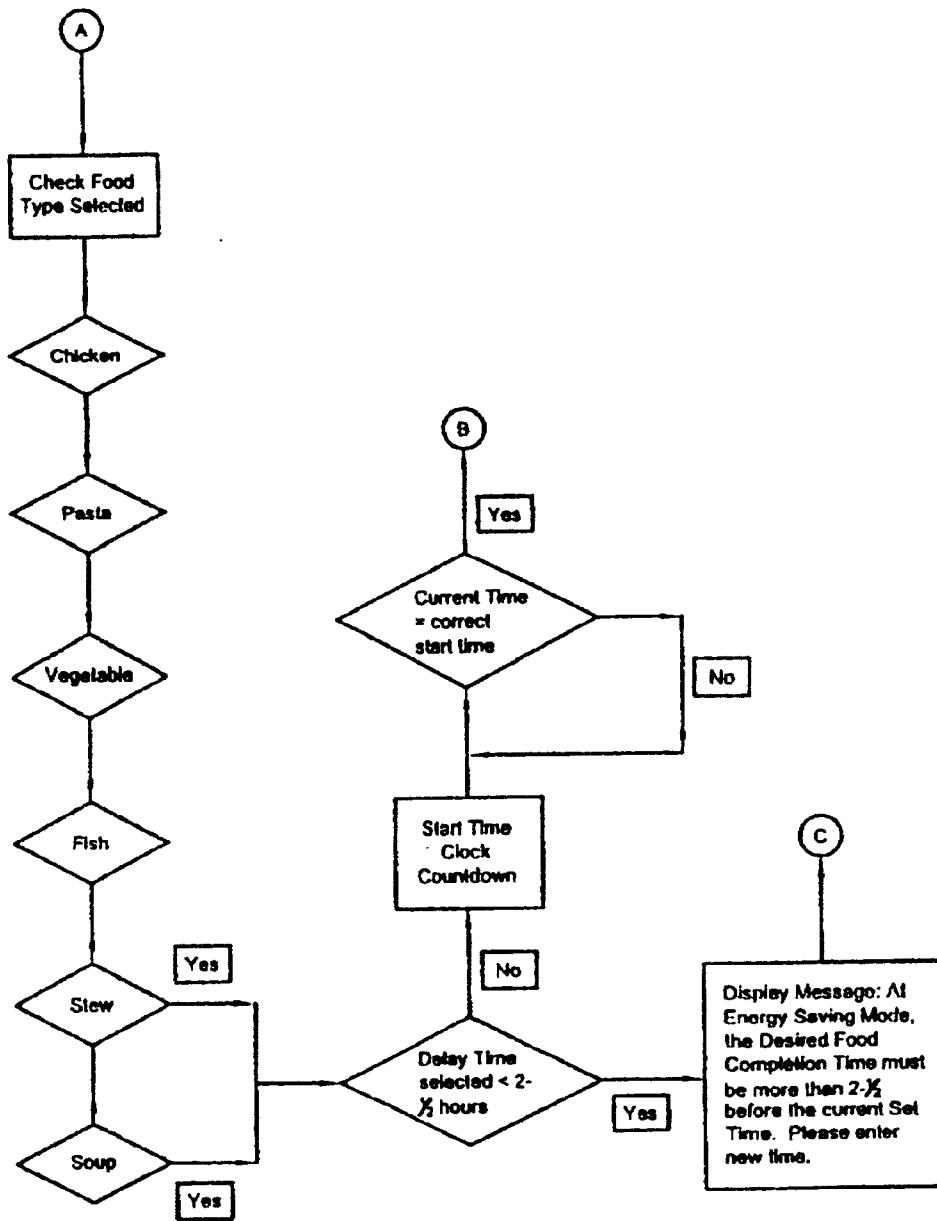 A
Check Food
Type Selected
Chicken
Pasta
Vegetable
Fish
Stew
Yes
Soup
Yes
Delay Time
selected < 2-
½ hours
No
Yes
Start Time
Clock
Countdown
Current Time
= correct
start time
No
Yes
B
Display Message: At
Energy Saving Mode,
the Desired Food
Completion Time must
be more than 2-½
before the current Set
Time. Please enter
new time.
C